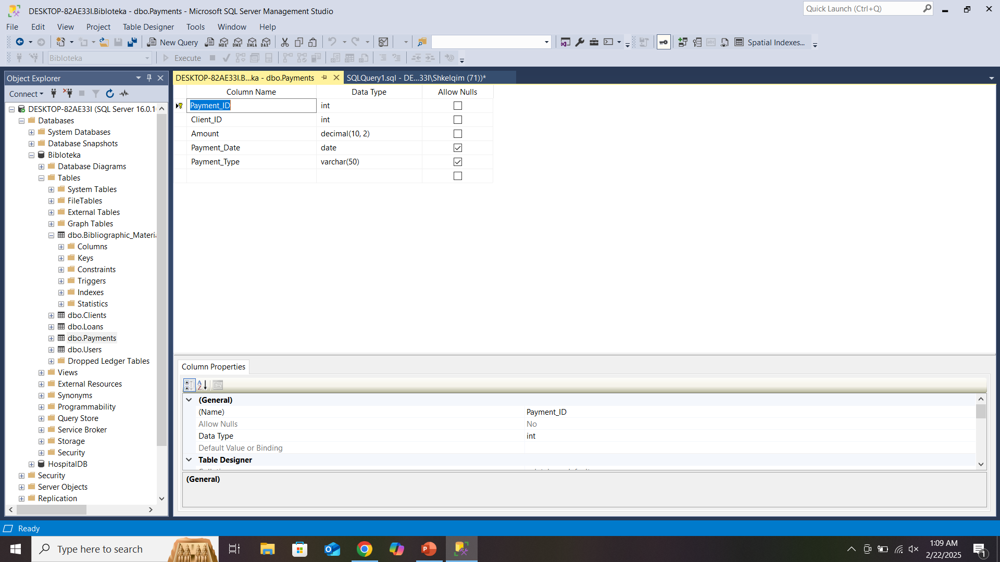 DESKTOP-82AE33I.Bibloteka - dbo.Payments - Microsoft SQL Server Management Studio
Quick Launch (Ctrl+Q)
File Edit View Project Table Designer Tools Window Help
New Query MDX DMX XMLA DAX Spatial Indexes...
Bibloteka Execute
Object Explorer
Connect
DESKTOP-82AE33I (SQL Server 16.0.1
Databases
System Databases
Database Snapshots
Bibloteka
Database Diagrams
Tables
System Tables
FileTables
External Tables
Graph Tables
dbo.Bibliographic_Materi
Columns
Keys
Constraints
Triggers
Indexes
Statistics
dbo.Clients
dbo.Loans
dbo.Payments
dbo.Users
Dropped Ledger Tables
Views
External Resources
Synonyms
Programmability
Query Store
Service Broker
Storage
Security
HospitalDB
Security
Server Objects
Replication
DESKTOP-82AE33I.B...ka - dbo.Payments
SQLQuery1.sql - DE...33I\Shkelqim (71))*
Column Name Data Type Allow Nulls
Payment_ID int
Client_ID int
Amount decimal(10, 2)
Payment_Date date
Payment_Type varchar(50)
Column Properties
(General)
(Name) Payment_ID
Allow Nulls No
Data Type int
Default Value or Binding
Table Designer
(General)
Ready
Type here to search
1:09 AM
2/22/2025
1